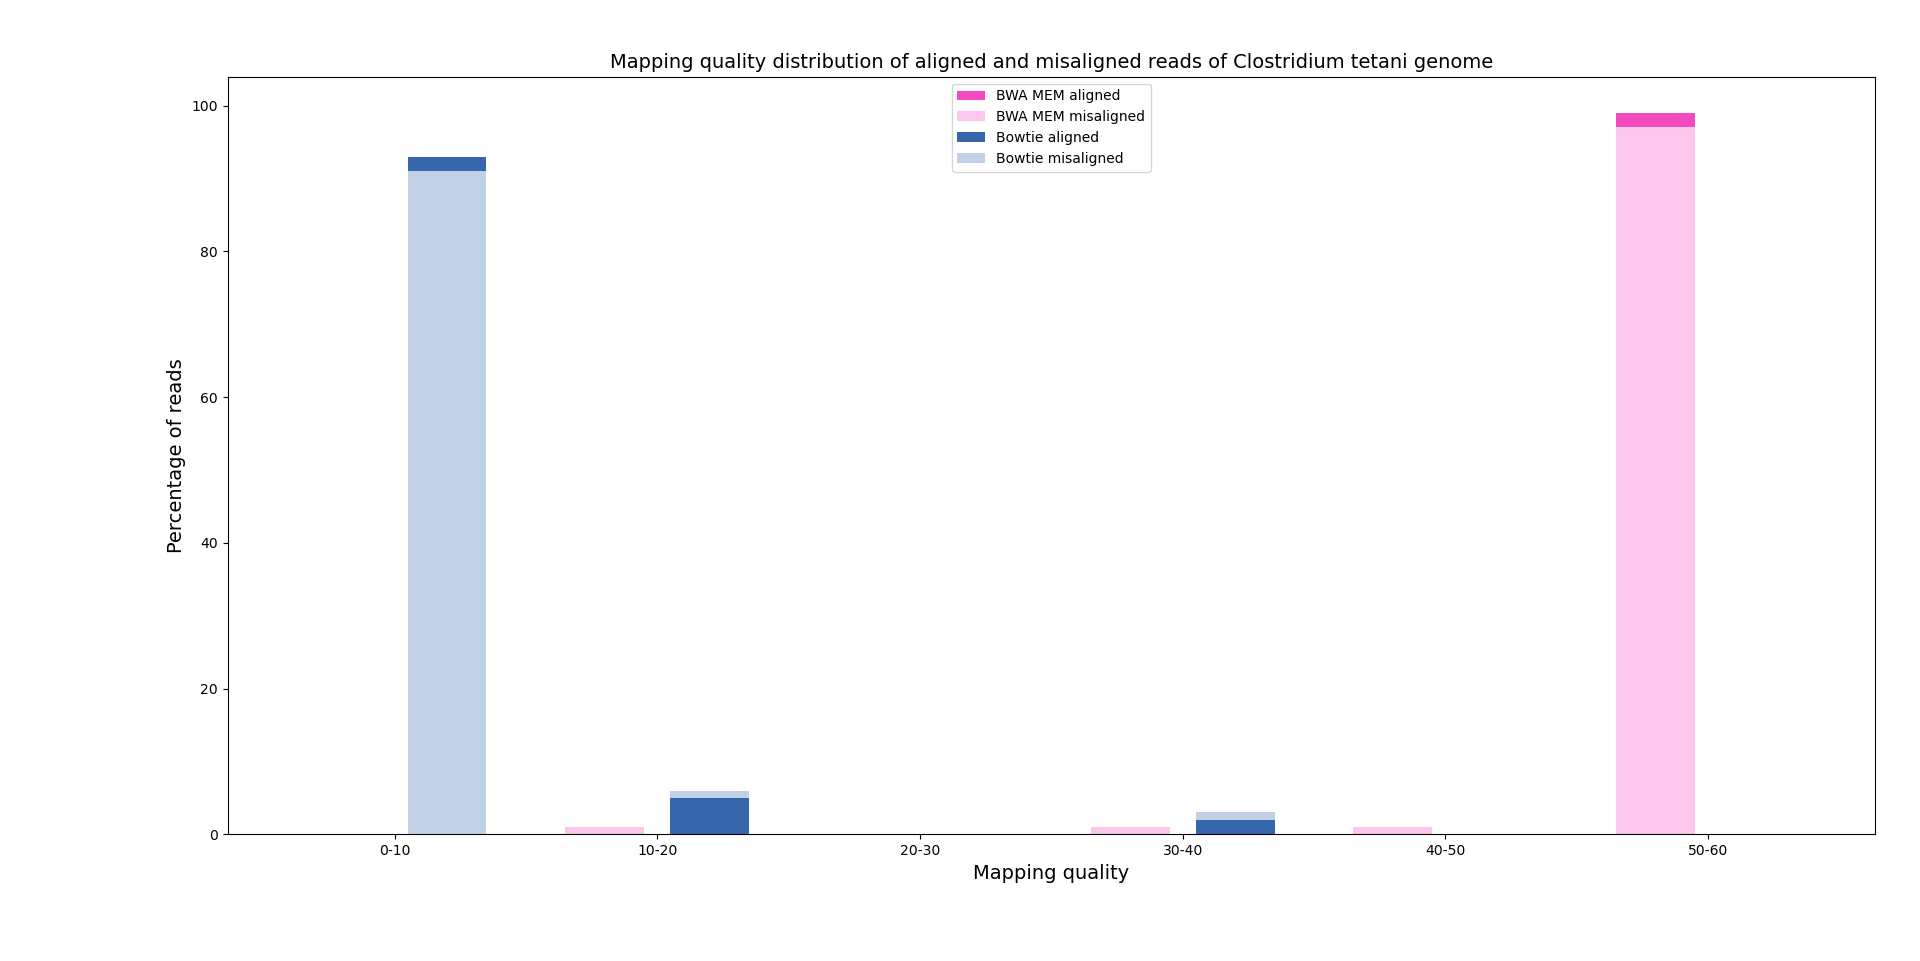 Mapping quality distribution of aligned and misaligned reads of Clostridium tetani genome
BWA MEM aligned
BWA MEM misaligned
Bowtie aligned
Bowtie misaligned
Percentage of reads
100
80
60
40
20
0
0-10 10-20 20-30 30-40 40-50 50-60
Mapping quality